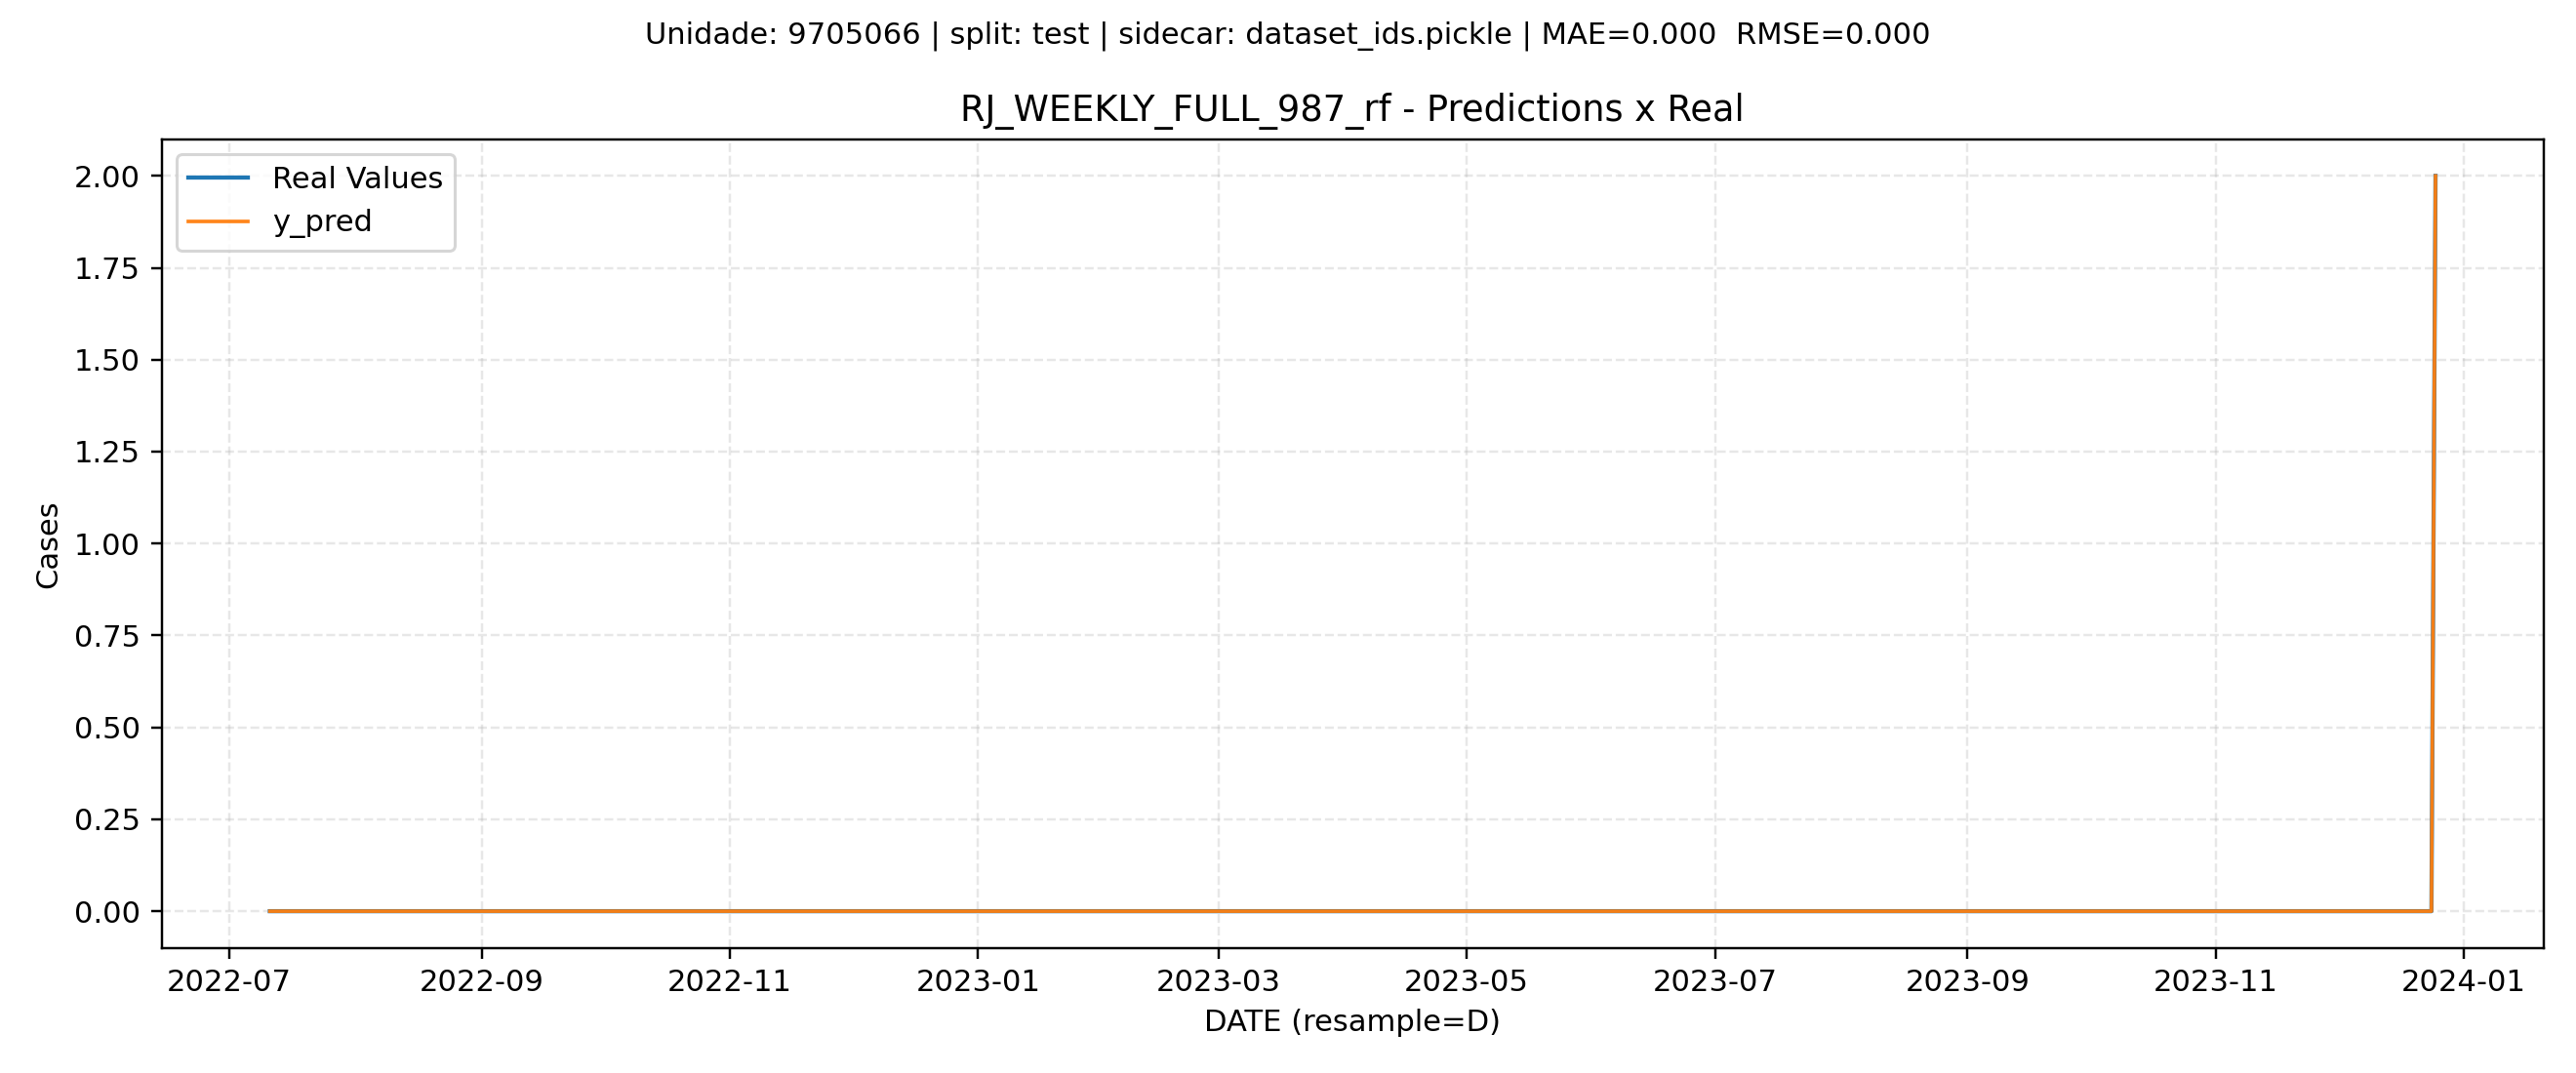 Unidade: 9705066 | split: test | sidecar: dataset_ids.pickle | MAE=0.000  RMSE=0.000
RJ_WEEKLY_FULL_987_rf - Predictions x Real
Real Values
y_pred
2.00
1.75
1.50
1.25
1.00
0.75
0.50
0.25
0.00
Cases
2022-07 2022-09 2022-11 2023-01 2023-03 2023-05 2023-07 2023-09 2023-11 2024-01
DATE (resample=D)